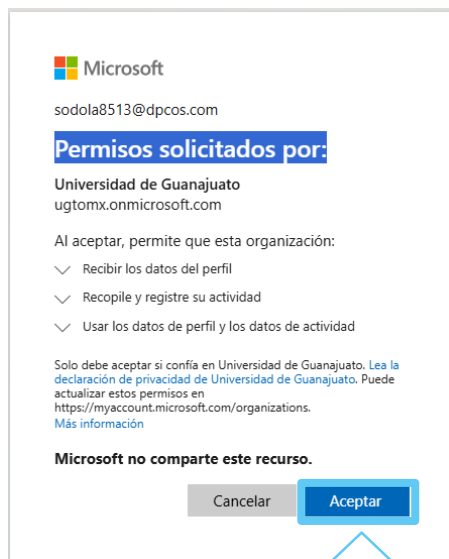 Microsoft
sodola8513@dpcos.com
Permisos solicitados por:
Universidad de Guanajuato
ugtomx.onmicrosoft.com
Al aceptar, permite que esta organización:
Recibir los datos del perfil
Recopile y registre su actividad
Usar los datos de perfil y los datos de actividad
Solo debe aceptar si confía en Universidad de Guanajuato. Lea la
declaración de privacidad de Universidad de Guanajuato. Puede
actualizar estos permisos en
https://myaccount.microsoft.com/organizations.
Más información
Microsoft no comparte este recurso.
Cancelar Aceptar